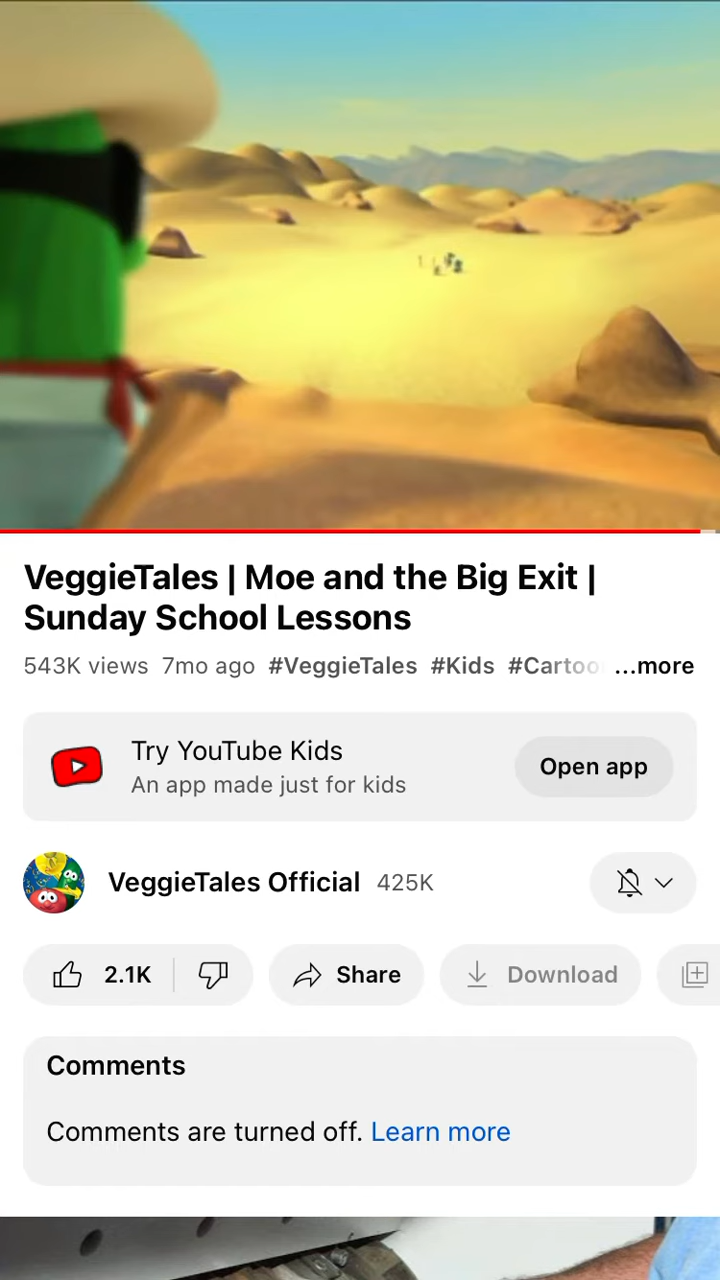 VeggieTales | Moe and the Big Exit |
Sunday School Lessons
543K views 7mo ago #VeggieTales #Kids #Cartoo ...more
Try YouTube Kids
An app made just for kids
Open app
VeggieTales Official 425K
2.1K Share Download
Comments
Comments are turned off. Learn more